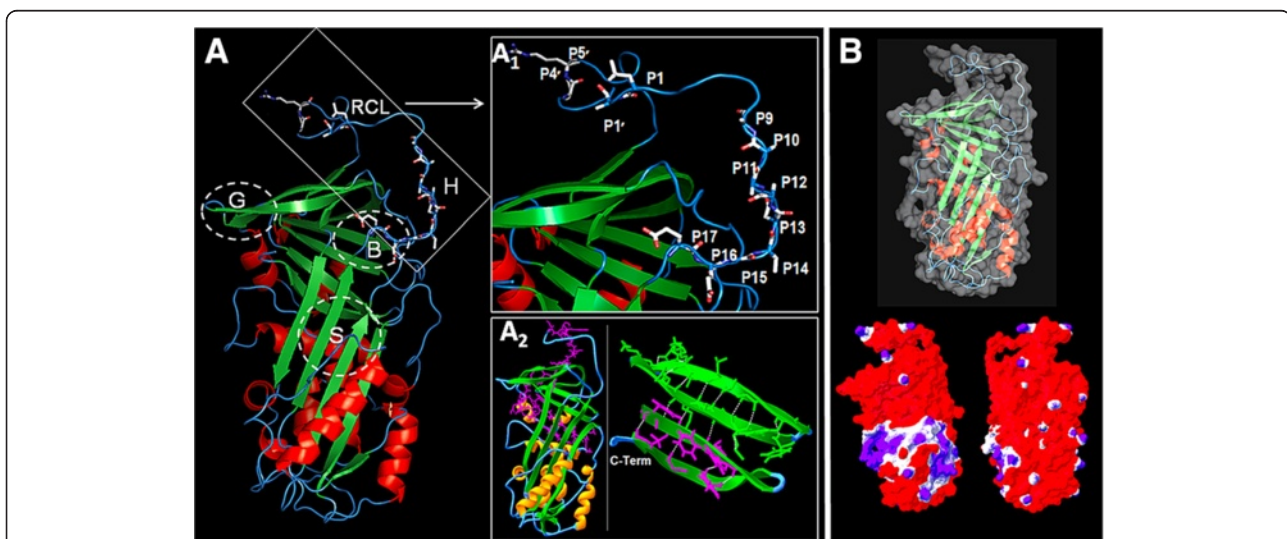 A
RCL
H
G
B
S
A1
P5′
P4′
P1
P1′
P9
P10
P11
P12
P13
P17
P16
P15
P14
A2
C-Term
B